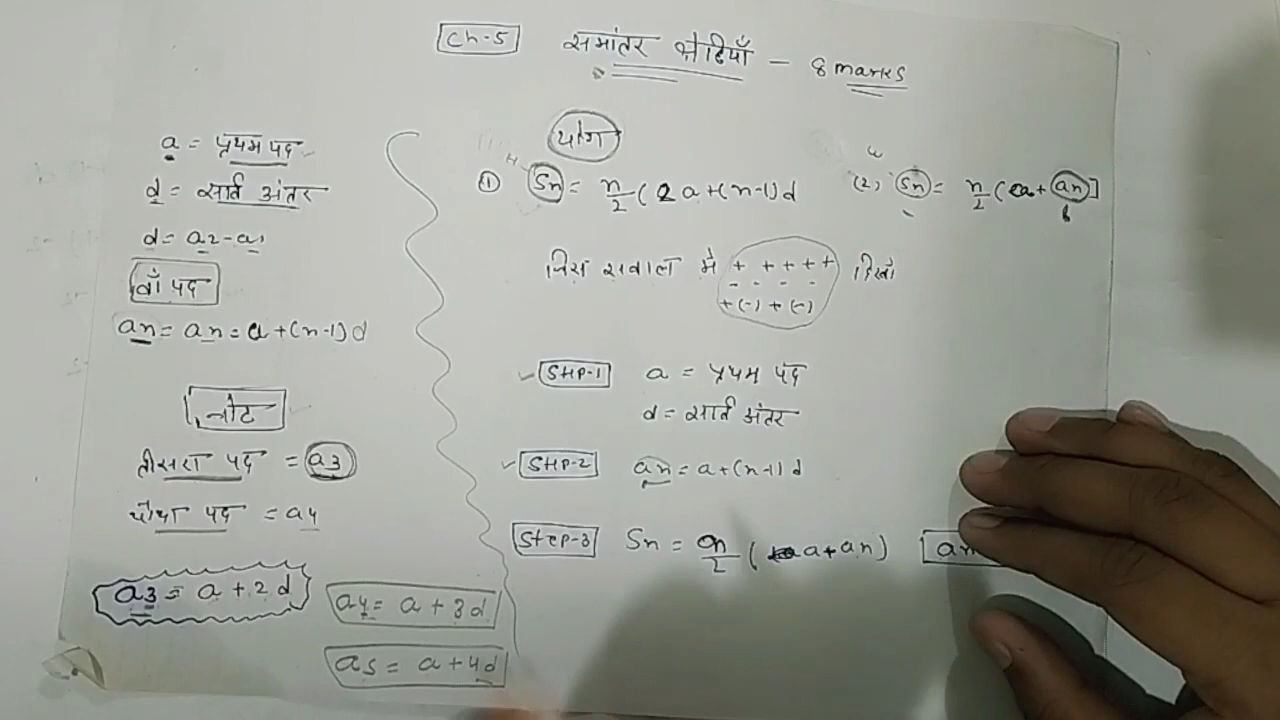 Ch-5 समांतर श्रेढ़ियाँ - 8 marks
a = प्रथम पद
d = सार्व अंतर
d = a2 - a1
वाँ पद
an = an = a + (n-1) d
नोट
तीसरा पद = a3
चौथा पद = a4
a3 = a + 2d
a4 = a + 3d
a5 = a + 4d
योग
① Sn = n/2 ( 2a + (n-1) d
(2) Sn = n/2 ( a + an ]
जिस सवाल में + + + + + दिखे
- - - -
+ (-) + (-)
STEP-1 a = प्रथम पद
d = सार्व अंतर
STEP-2 an = a + (n-1) d
Step-3 Sn = n/2 ( a + an )